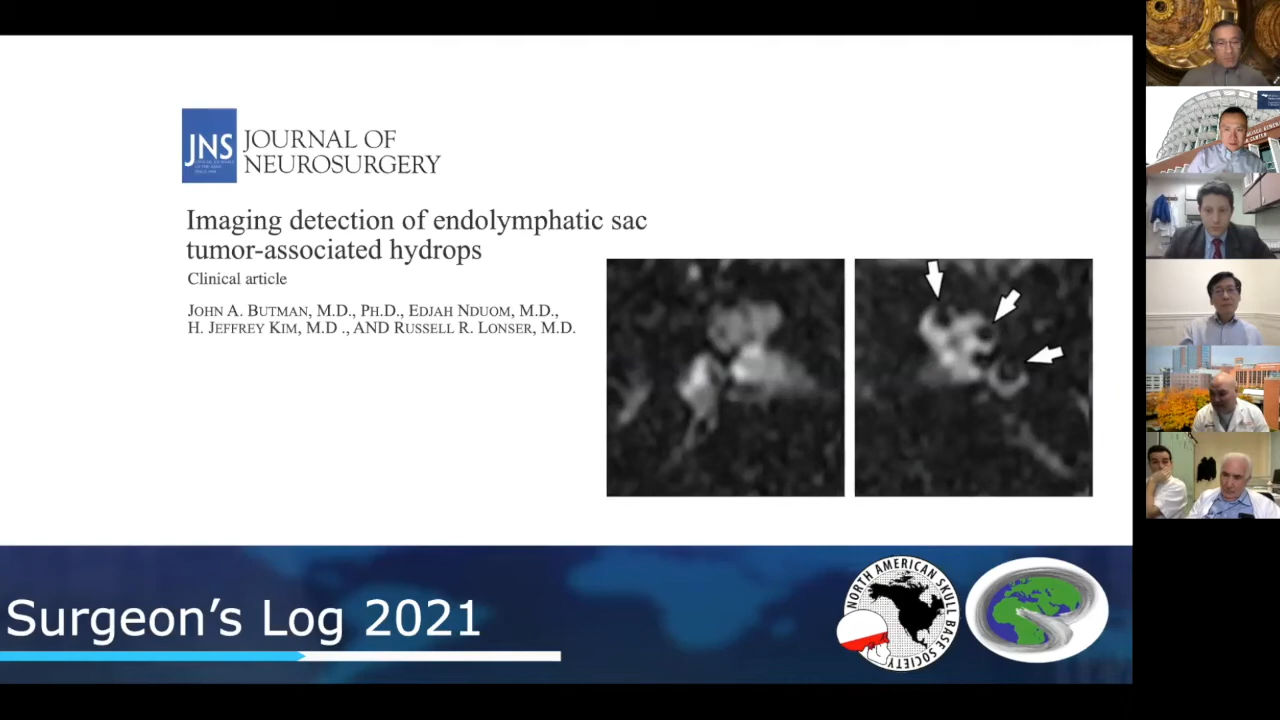 JNS
JOURNAL OF
NEUROSURGERY
Imaging detection of endolymphatic sac
tumor-associated hydrops
Clinical article
JOHN A. BUTMAN, M.D., PH.D., EDJAH NDUOM, M.D.,
H. JEFFREY KIM, M.D ., AND RUSSELL R. LONSER, M.D.
Surgeon's Log 2021
NORTH AMERICAN SKULL BASE SOCIETY